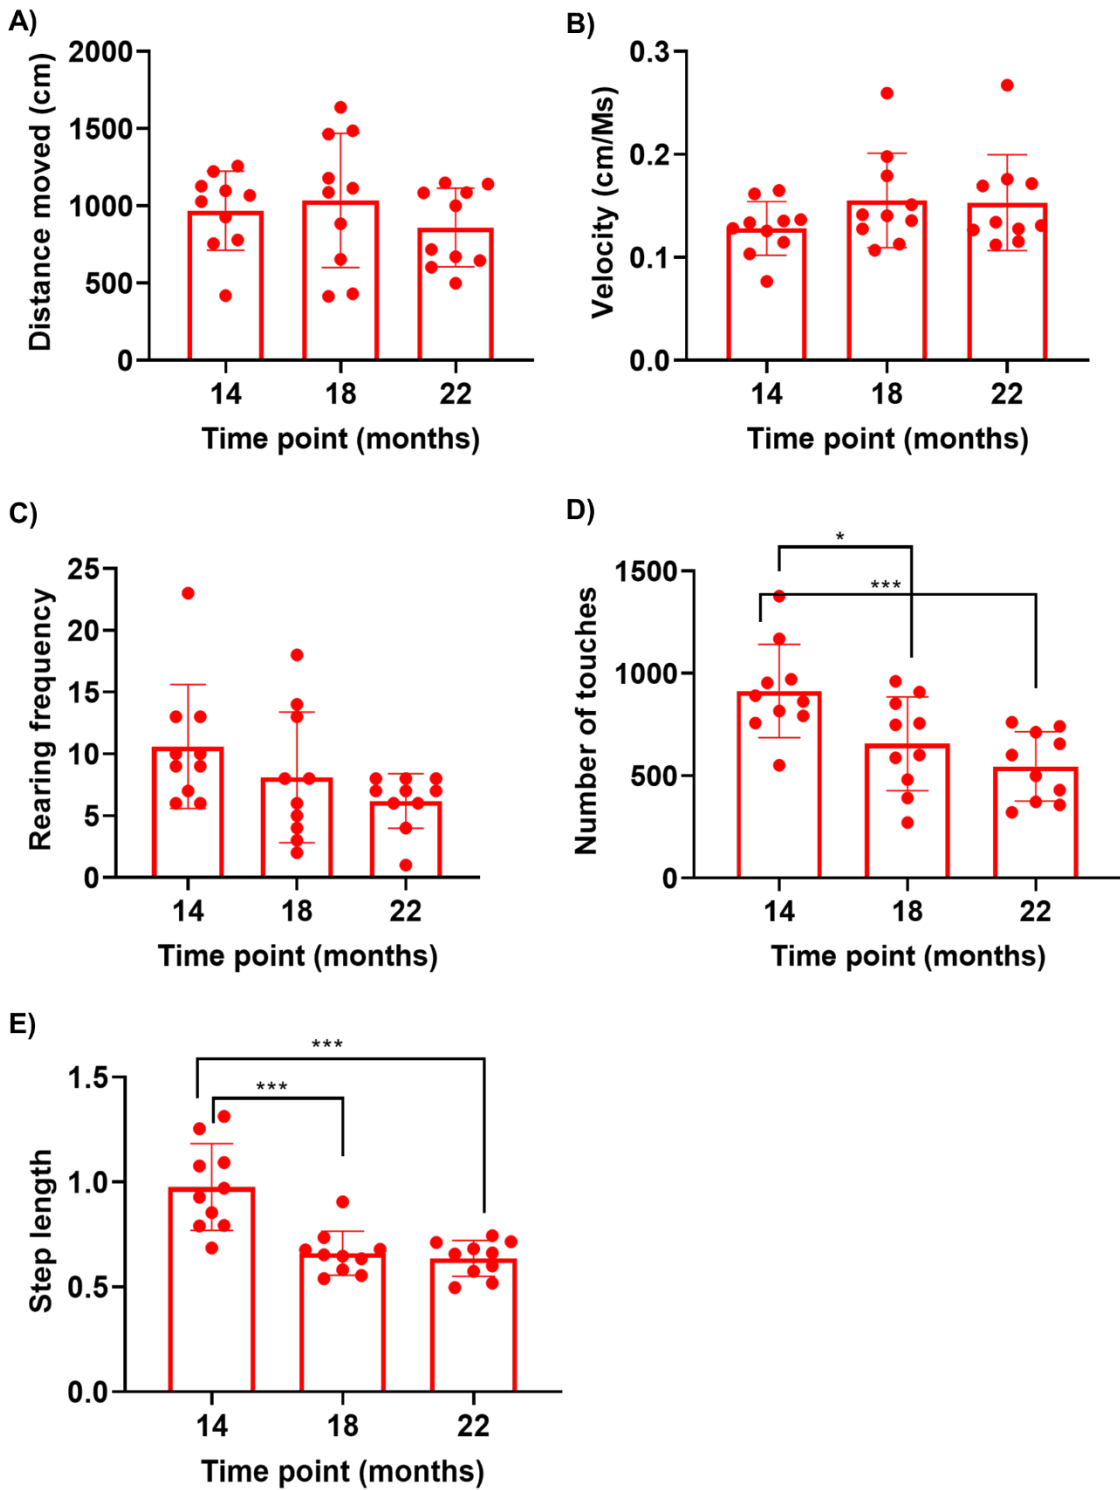 A)
Distance moved (cm)
2000
1500
1000
500
0
14 18 22
Time point (months)
B)
Velocity (cm/Ms)
0.3
0.2
0.1
0.0
14 18 22
Time point (months)
C)
Rearing frequency
25
20
15
10
5
0
14 18 22
Time point (months)
D)
Number of touches
*
***
1500
1000
500
0
14 18 22
Time point (months)
E)
Step length
***
***
1.5
1.0
0.5
0.0
14 18 22
Time point (months)